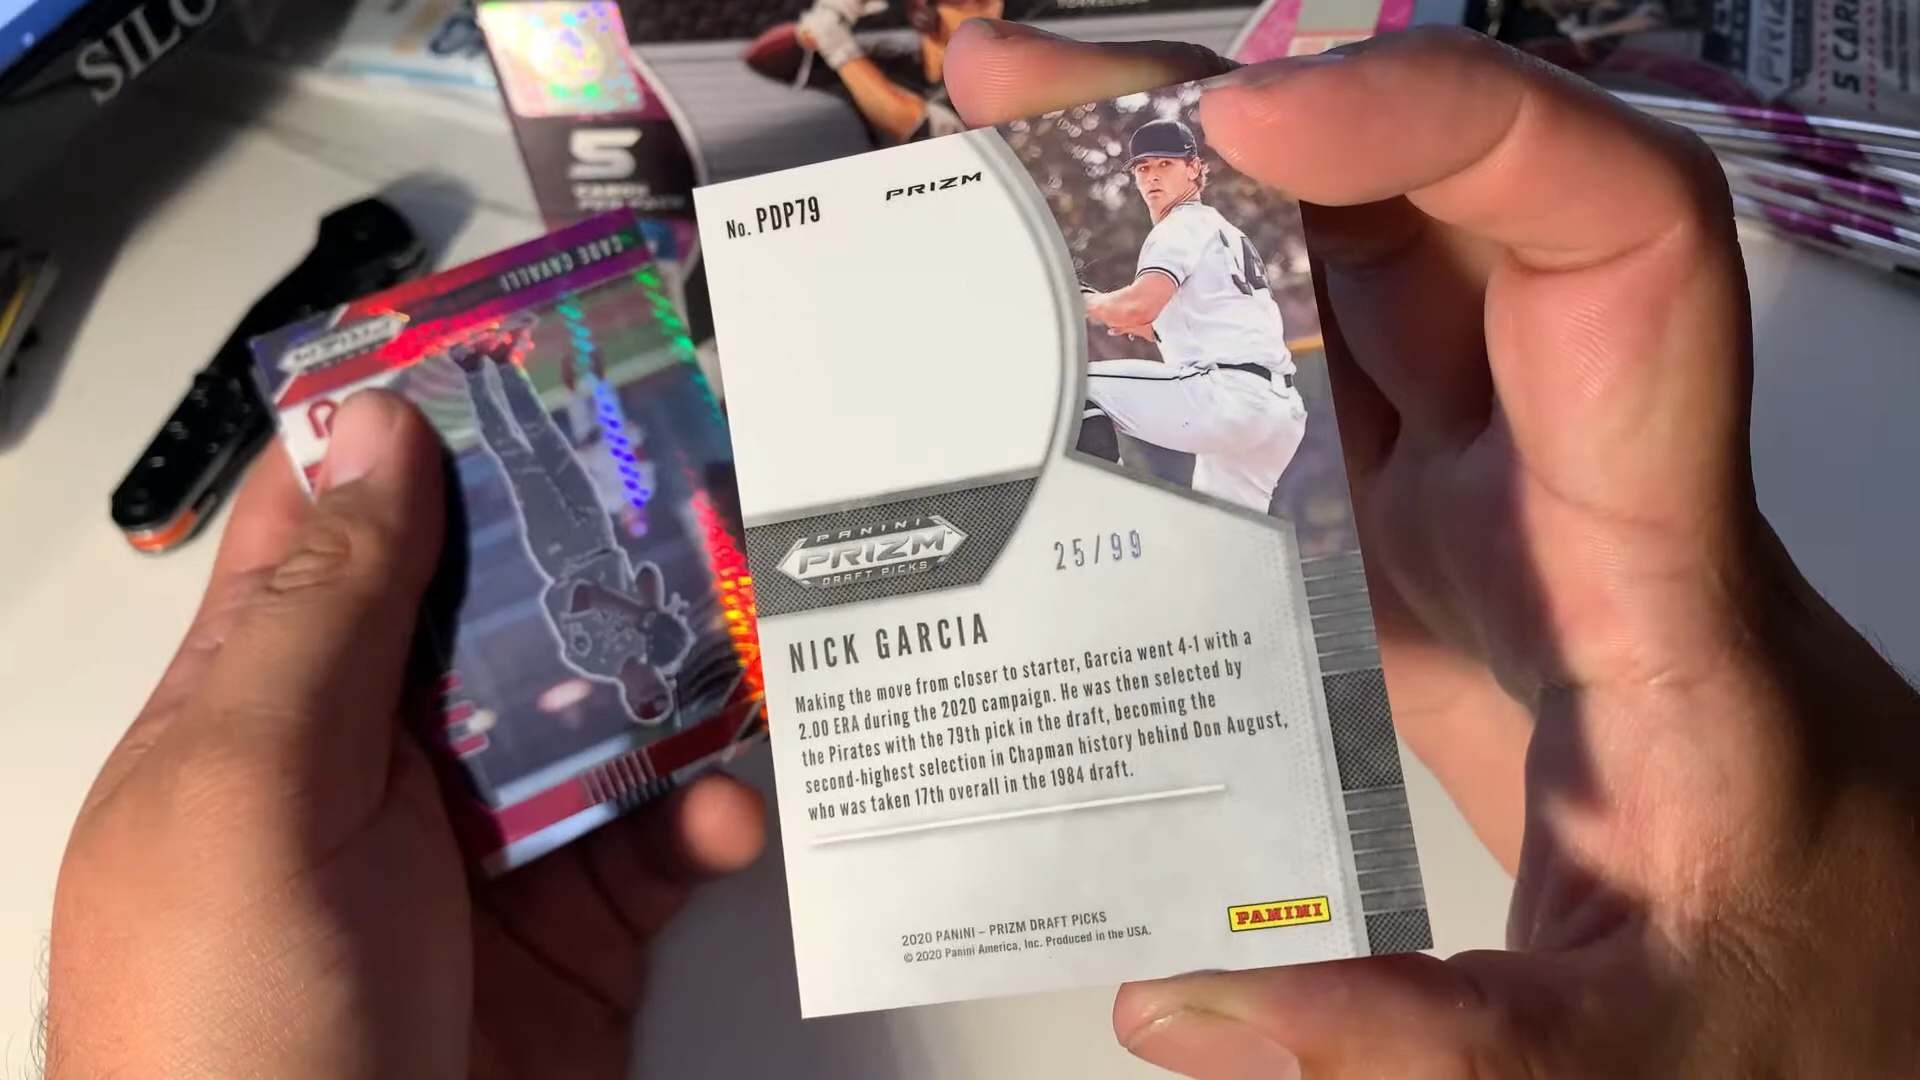 SILO
5
PRIZM
5 CAR
CADE CAVALLI
PRIZM
No. PDP79
PRIZM
PANINI
PRIZM
DRAFT PICKS
25/99
NICK GARCIA
Making the move from closer to starter, Garcia went 4-1 with a
2.00 ERA during the 2020 campaign. He was then selected by
the Pirates with the 79th pick in the draft, becoming the
second-highest selection in Chapman history behind Don August,
who was taken 17th overall in the 1984 draft.
2020 PANINI – PRIZM DRAFT PICKS
© 2020 Panini America, Inc. Produced in the USA.
PANINI